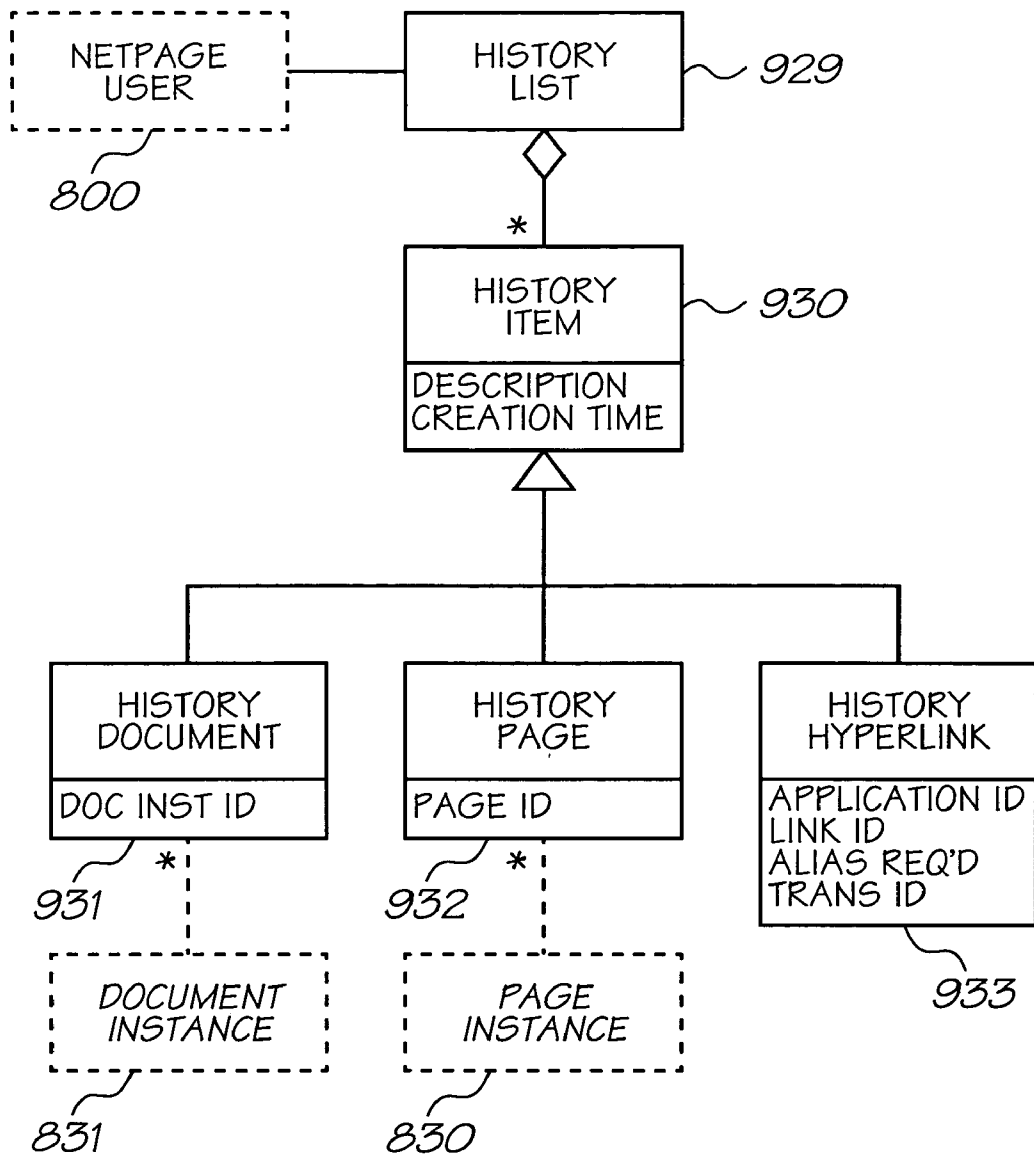 NETPAGE
USER
800
HISTORY
LIST
929
*
HISTORY
ITEM
930
DESCRIPTION
CREATION TIME
HISTORY
DOCUMENT
DOC INST ID
931
*
HISTORY
PAGE
PAGE ID
932
*
HISTORY
HYPERLINK
APPLICATION ID
LINK ID
ALIAS REQ'D
TRANS ID
933
DOCUMENT
INSTANCE
831
PAGE
INSTANCE
830